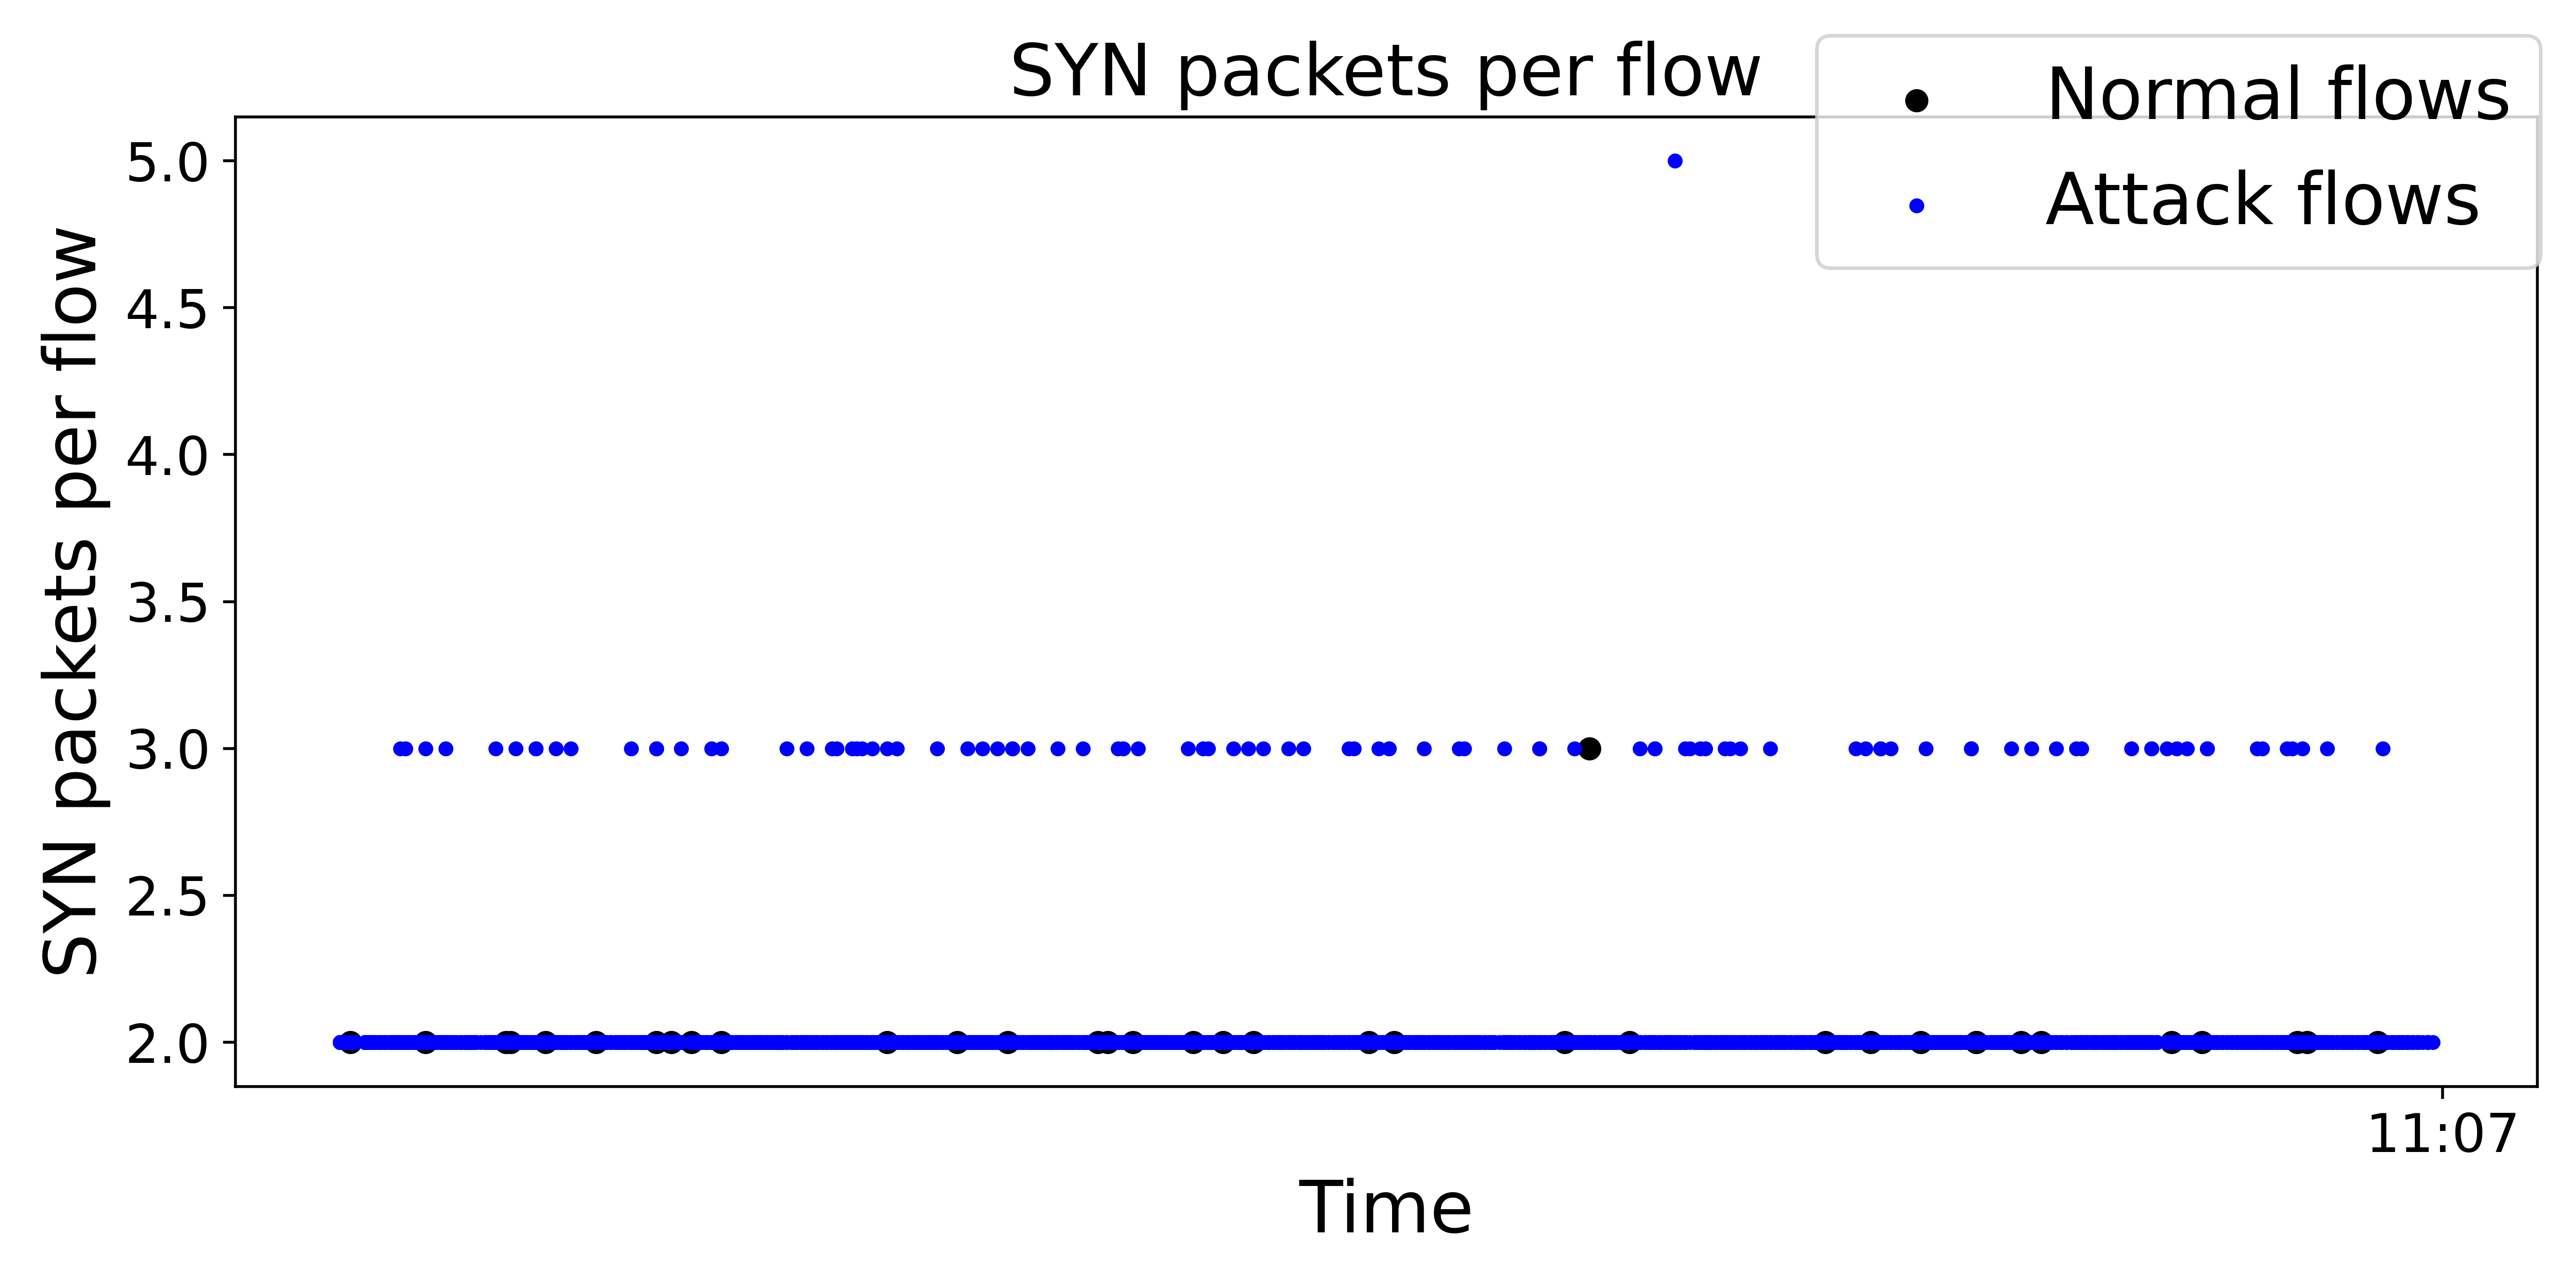 SYN packets per flow
Normal flows
Attack flows
SYN packets per flow
5.0
4.5
4.0
3.5
3.0
2.5
2.0
11:07
Time